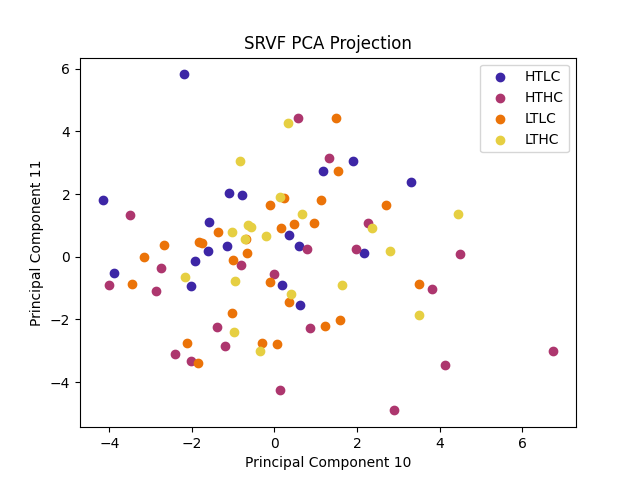 SRVF PCA Projection
HTLC
HTHC
LTLC
LTHC
6
4
2
0
−2
−4
Principal Component 11
−4
−2
0
2
4
6
Principal Component 10